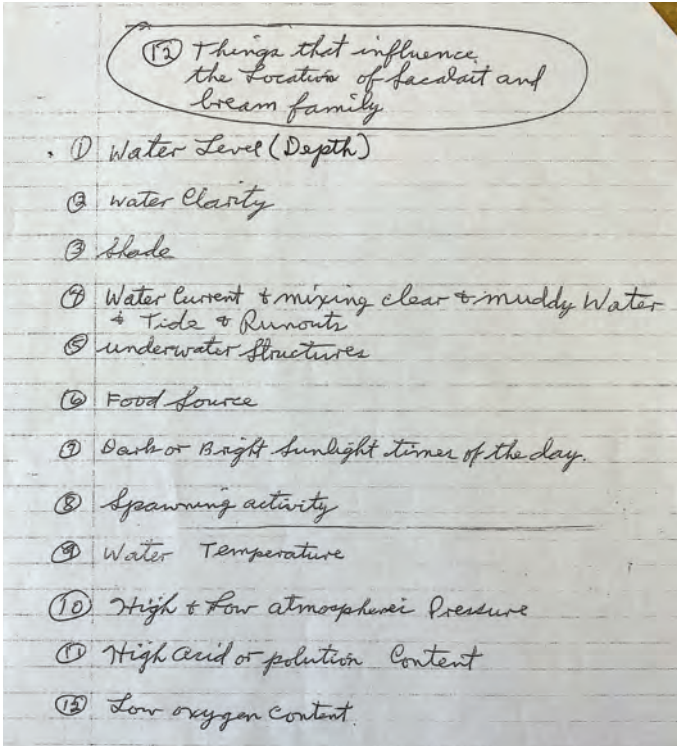 (12) Things that influence
the Location of Sacalait and
bream family
(1) Water Level (Depth)
(2) Water Clarity
(3) Shade
(4) Water Current & mixing clear & muddy Water
& Tide & Runouts
(5) underwater Structures
(6) Food Source
(7) Dark or Bright Sunlight times of the day.
(8) Spawning activity
(9) Water Temperature
(10) High & Low atmospheric Pressure
(11) High acid or polution Content
(12) Low oxygen content.